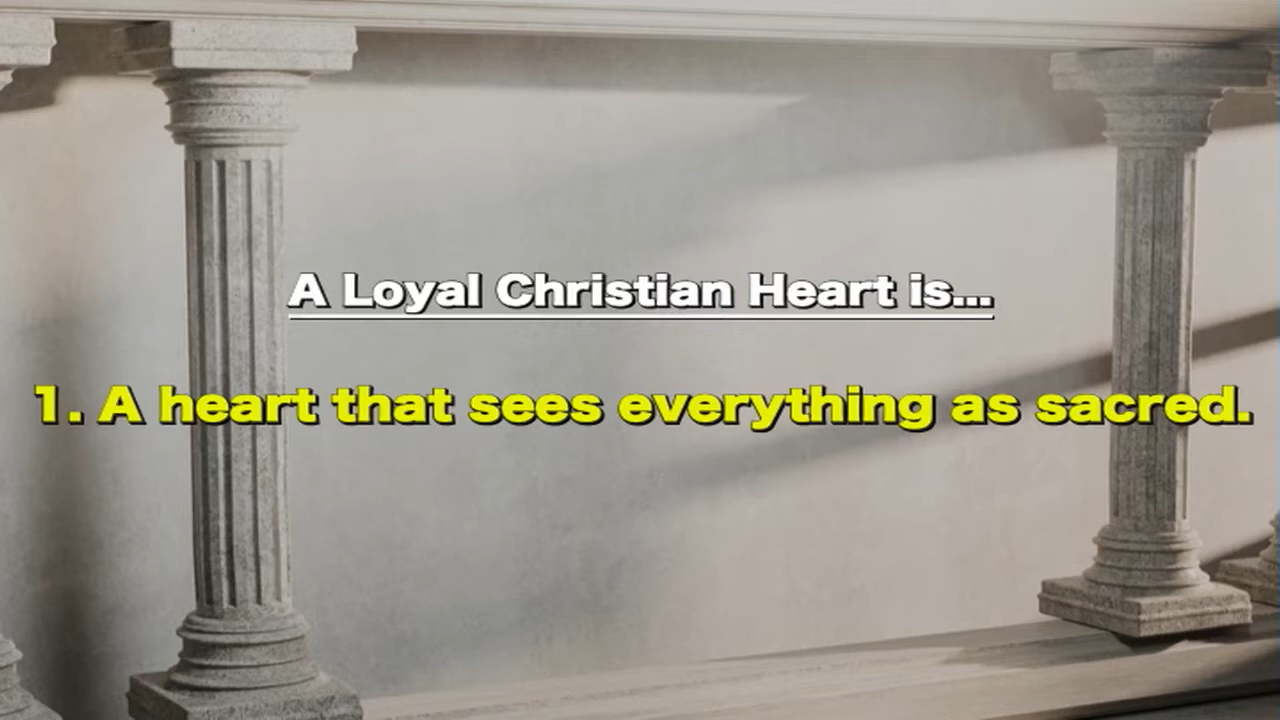 A Loyal Christian Heart is...
1. A heart that sees everything as sacred.